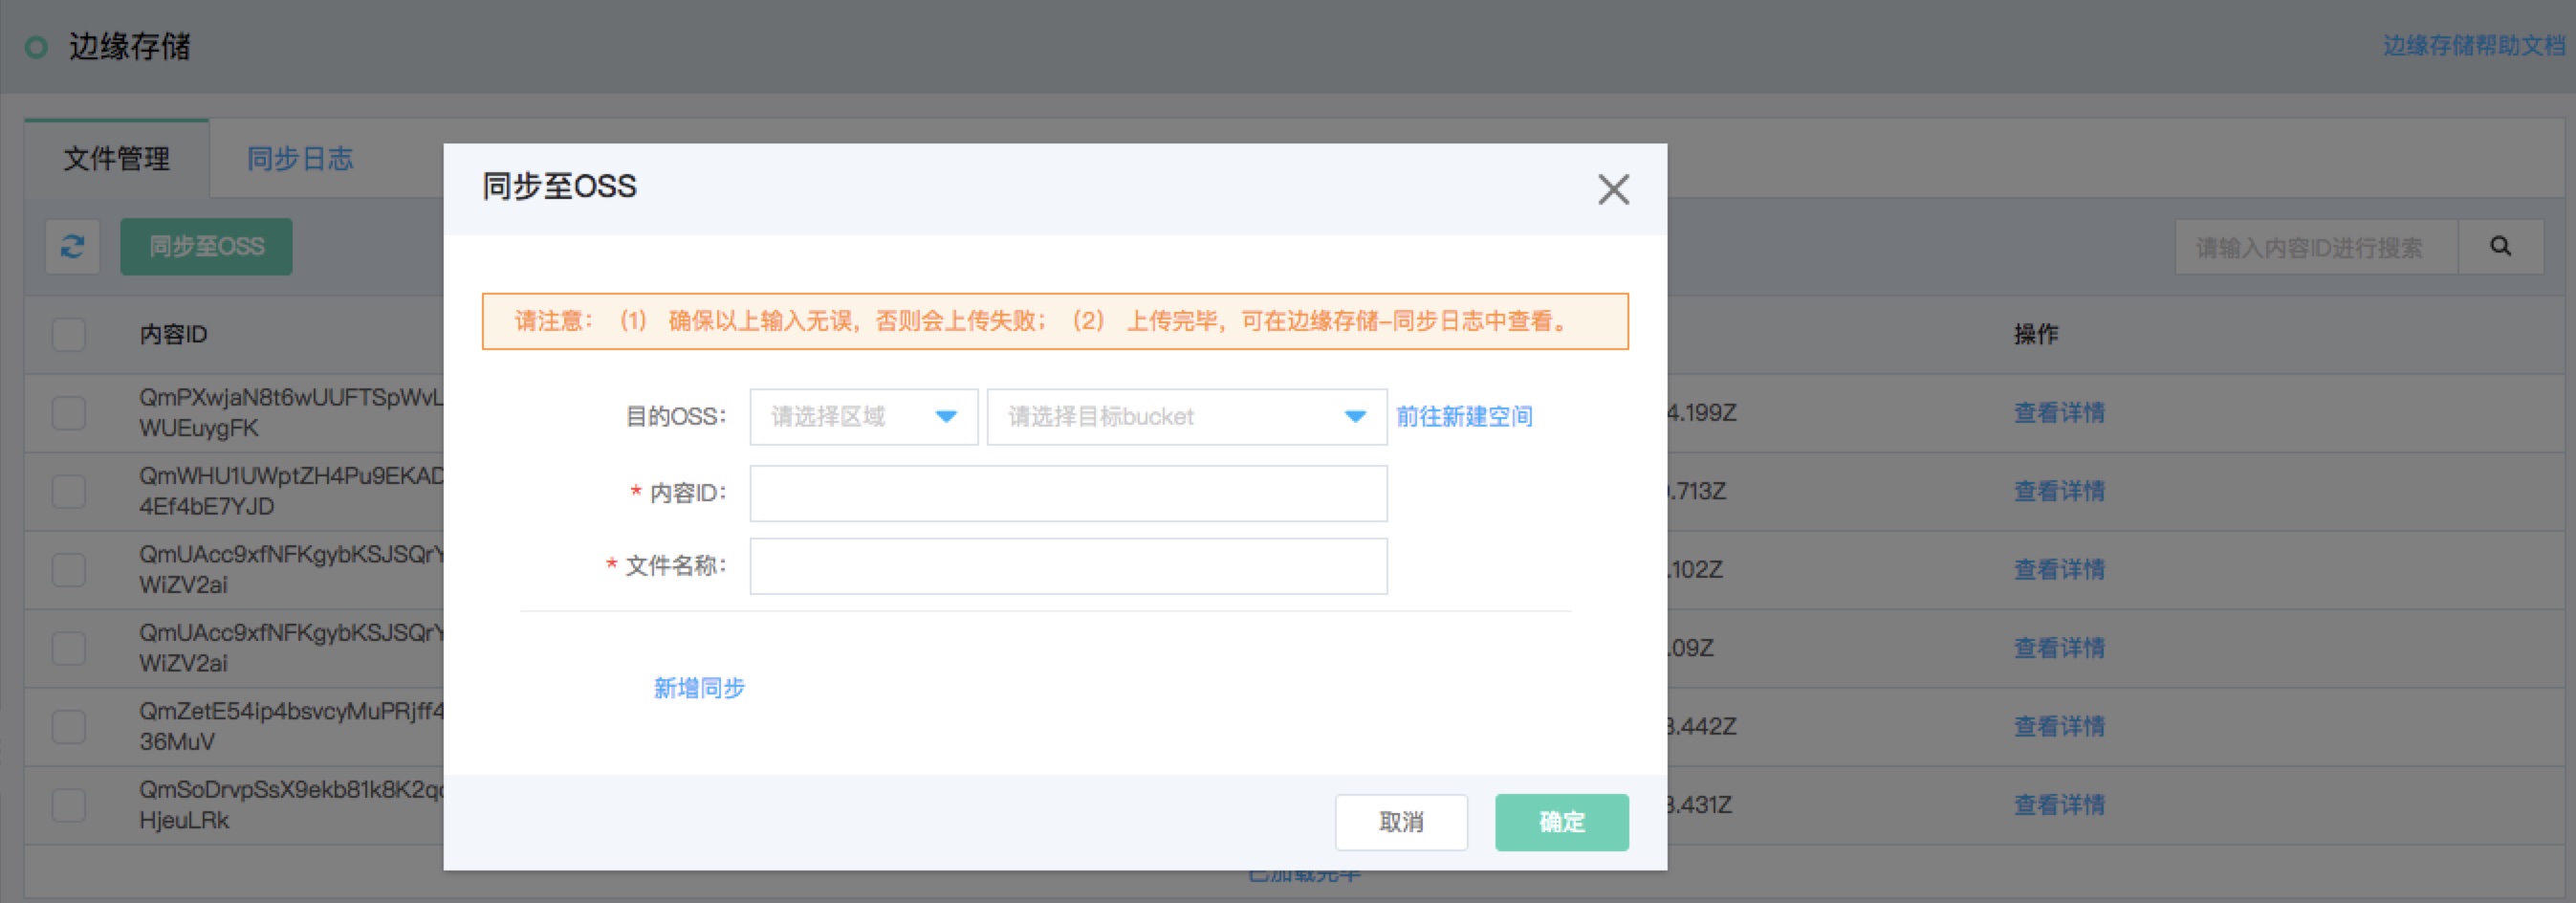 边缘存储
边缘存储帮助文档
文件管理
同步日志
同步至OSS
请输入内容ID进行搜索
内容ID
操作
QmPXwjaN8t6wUUFTSpWvL
WUEuygFK
4.199Z
查看详情
QmWHU1UWptZH4Pu9EKAD
4Ef4bE7YJD
.713Z
查看详情
QmUAcc9xfNFKgybKSJSQrY
WiZV2ai
.102Z
查看详情
QmUAcc9xfNFKgybKSJSQrY
WiZV2ai
.09Z
查看详情
QmZetE54ip4bsvcyMuPRjff4
36MuV
3.442Z
查看详情
QmSoDrvpSsX9ekb81k8K2q
HjeuLRk
3.431Z
查看详情
已加载完毕
同步至OSS
请注意：（1） 确保以上输入无误，否则会上传失败；（2） 上传完毕，可在边缘存储-同步日志中查看。
目的OSS： 请选择区域 请选择目标bucket 前往新建空间
* 内容ID：
* 文件名称：
新增同步
取消
确定